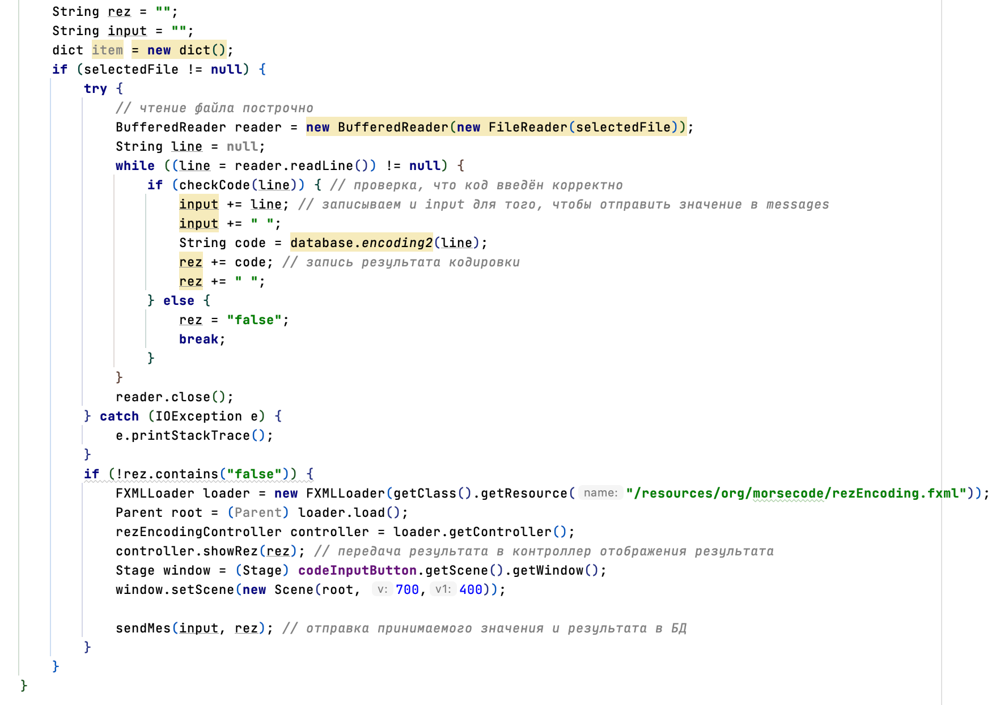 String rez = "";
String input = "";
dict item = new dict();
if (selectedFile != null) {
try {
// чтение файла построчно
BufferedReader reader = new BufferedReader(new FileReader(selectedFile));
String line = null;
while ((line = reader.readLine()) != null) {
if (checkCode(line)) { // проверка, что код введён корректно
input += line; // записываем и input для того, чтобы отправить значение в messages
input += " ";
String code = database.encoding2(line);
rez += code; // запись результата кодировки
rez += " ";
} else {
rez = "false";
break;
}
}
reader.close();
} catch (IOException e) {
e.printStackTrace();
}
if (!rez.contains("false")) {
FXMLLoader loader = new FXMLLoader(getClass().getResource( name: "/resources/org/morsecode/rezEncoding.fxml"));
Parent root = (Parent) loader.load();
rezEncodingController controller = loader.getController();
controller.showRez(rez); // передача результата в контроллер отображения результата
Stage window = (Stage) codeInputButton.getScene().getWindow();
window.setScene(new Scene(root, v: 700, v1: 400));
sendMes(input, rez); // отправка принимаемого значения и результата в БД
}
}
}